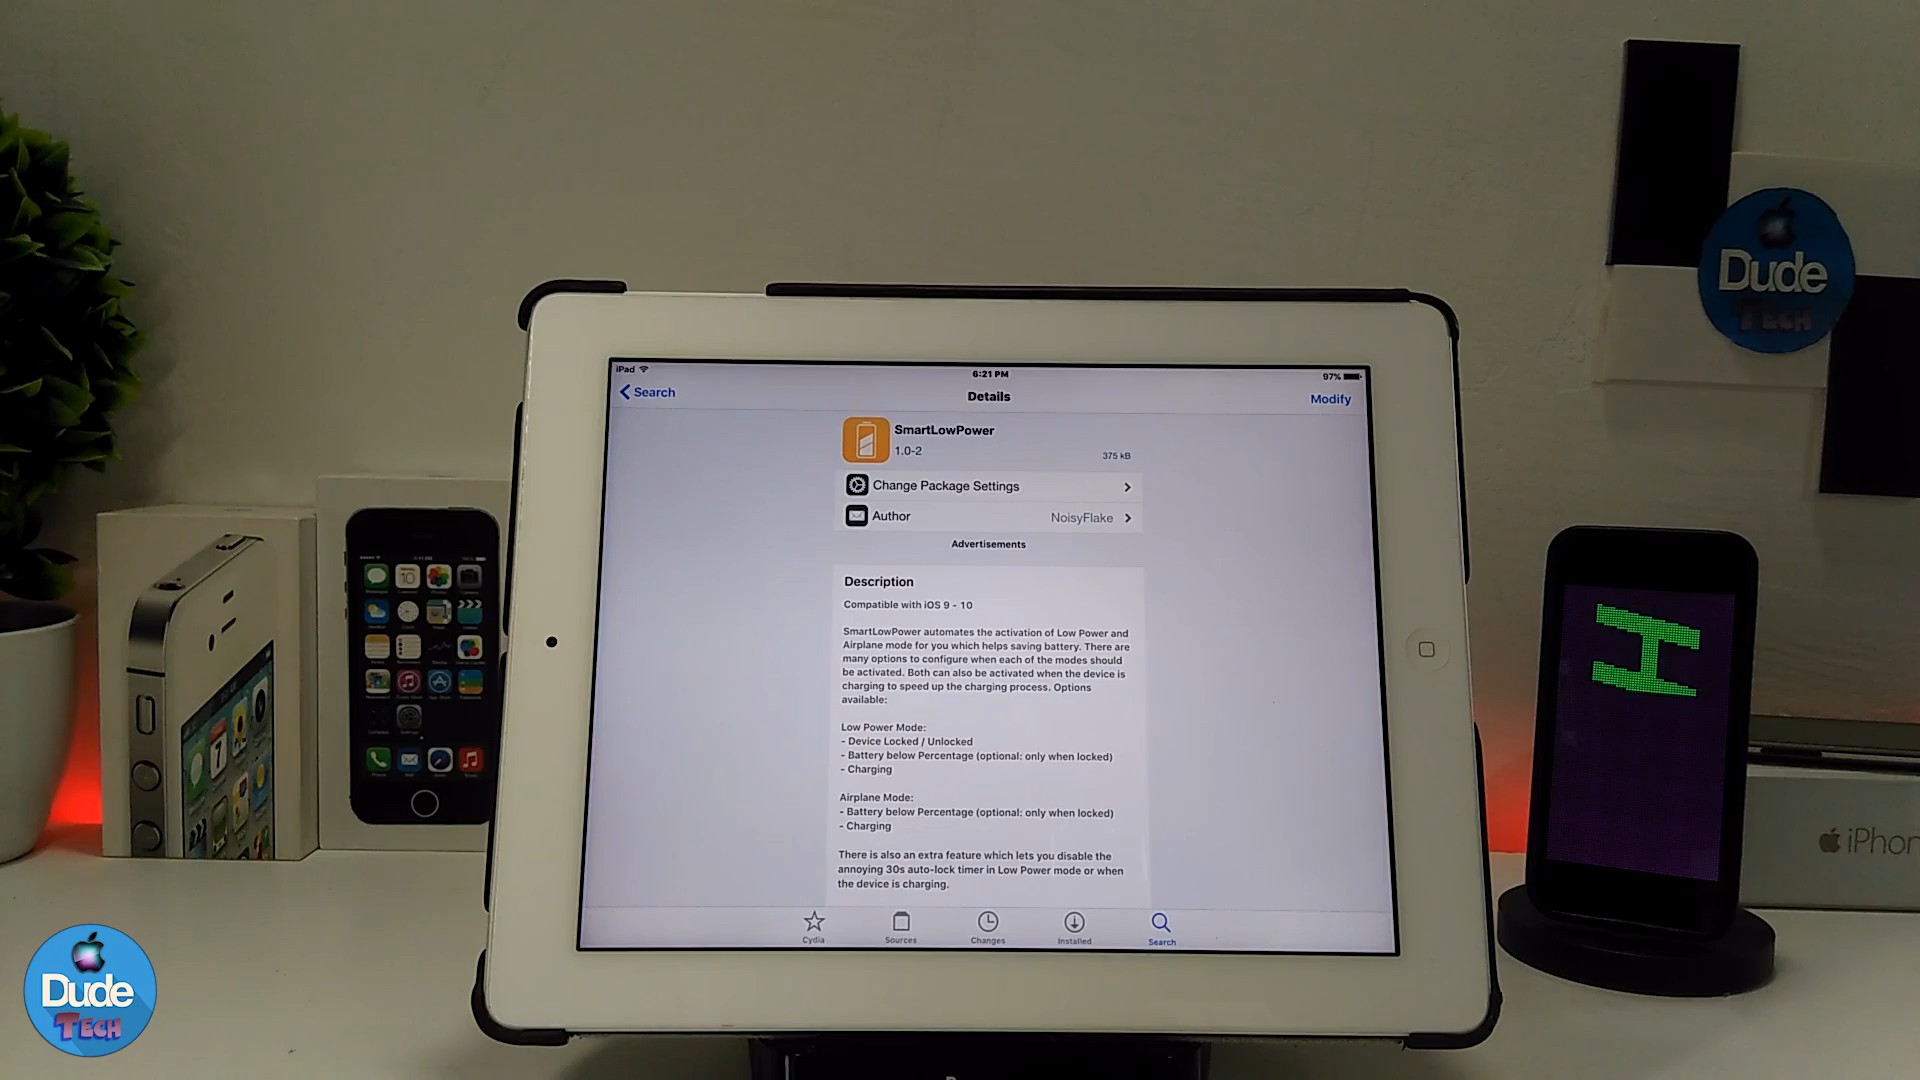 iPad
6:21 PM
97%
Search
Details
Modify
SmartLowPower
1.0-2
375 kB
Change Package Settings
Author
NoisyFlake
Advertisements
Description
Compatible with iOS 9 - 10
SmartLowPower automates the activation of Low Power and
Airplane mode for you which helps saving battery. There are
many options to configure when each of the modes should
be activated. Both can also be activated when the device is
charging to speed up the charging process. Options
available:
Low Power Mode:
- Device Locked / Unlocked
- Battery below Percentage (optional: only when locked)
- Charging
Airplane Mode:
- Battery below Percentage (optional: only when locked)
- Charging
There is also an extra feature which lets you disable the
annoying 30s auto-lock timer in Low Power mode or when
the device is charging.
Cydia
Sources
Changes
Installed
Search
Dude
TECH
I
iPhon
Dude
TECH